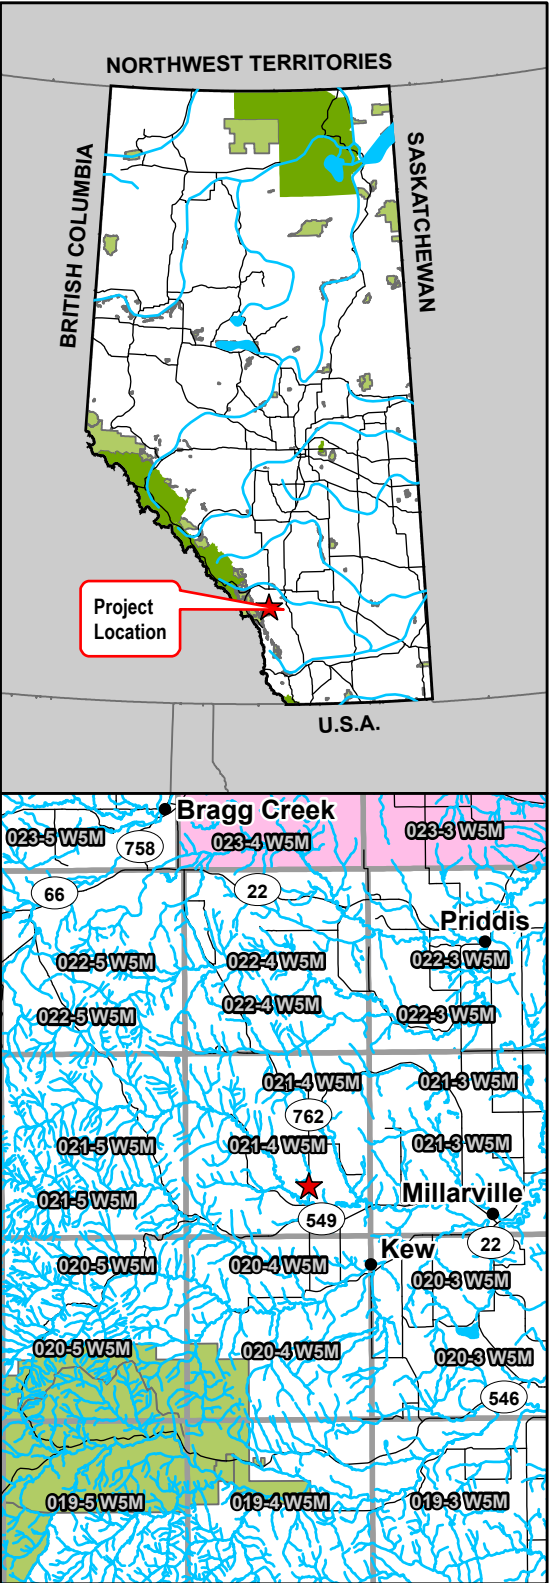 NORTHWEST TERRITORIES
BRITISH COLUMBIA
SASKATCHEWAN
Project
Location
U.S.A.
Bragg Creek
023-5 W5M
758
023-4 W5M
023-3 W5M
66
22
Priddis
022-5 W5M
022-4 W5M
022-3 W5M
022-5 W5M
022-4 W5M
022-3 W5M
021-4 W5M
021-3 W5M
762
021-5 W5M
021-4 W5M
021-3 W5M
021-5 W5M
Millarville
549
22
Kew
020-5 W5M
020-4 W5M
020-3 W5M
020-5 W5M
020-4 W5M
020-3 W5M
546
019-5 W5M
019-4 W5M
019-3 W5M